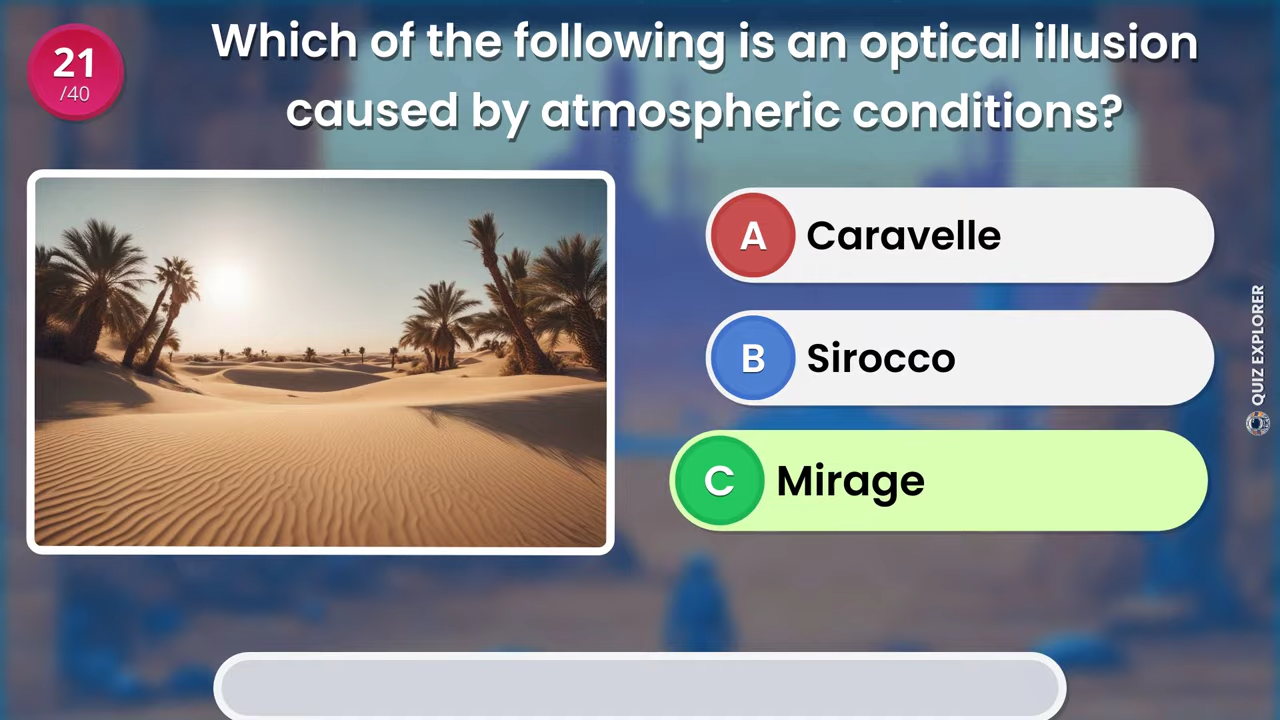 21
/40
Which of the following is an optical illusion
caused by atmospheric conditions?
A Caravelle
B Sirocco
C Mirage
QUIZ EXPLORER